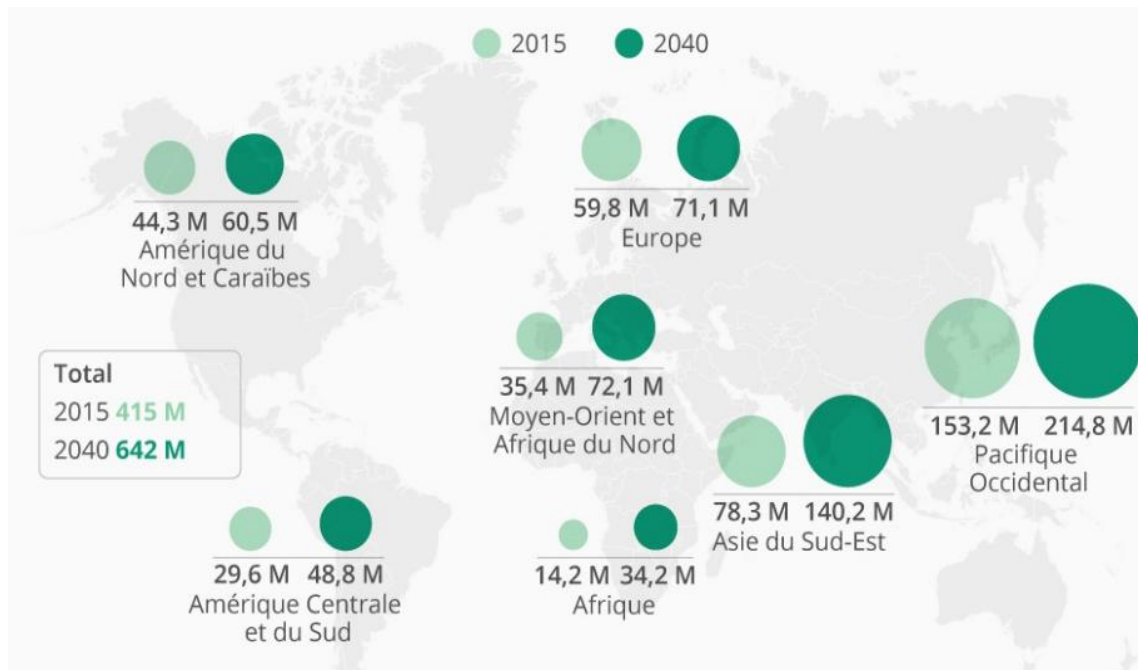 2015 2040
44,3 M 60,5 M
Amérique du
Nord et Caraïbes
59,8 M 71,1 M
Europe
35,4 M 72,1 M
Moyen-Orient et
Afrique du Nord
153,2 M 214,8 M
Pacifique
Occidental
Total
2015 415 M
2040 642 M
78,3 M 140,2 M
Asie du Sud-Est
29,6 M 48,8 M
Amérique Centrale
et du Sud
14,2 M 34,2 M
Afrique